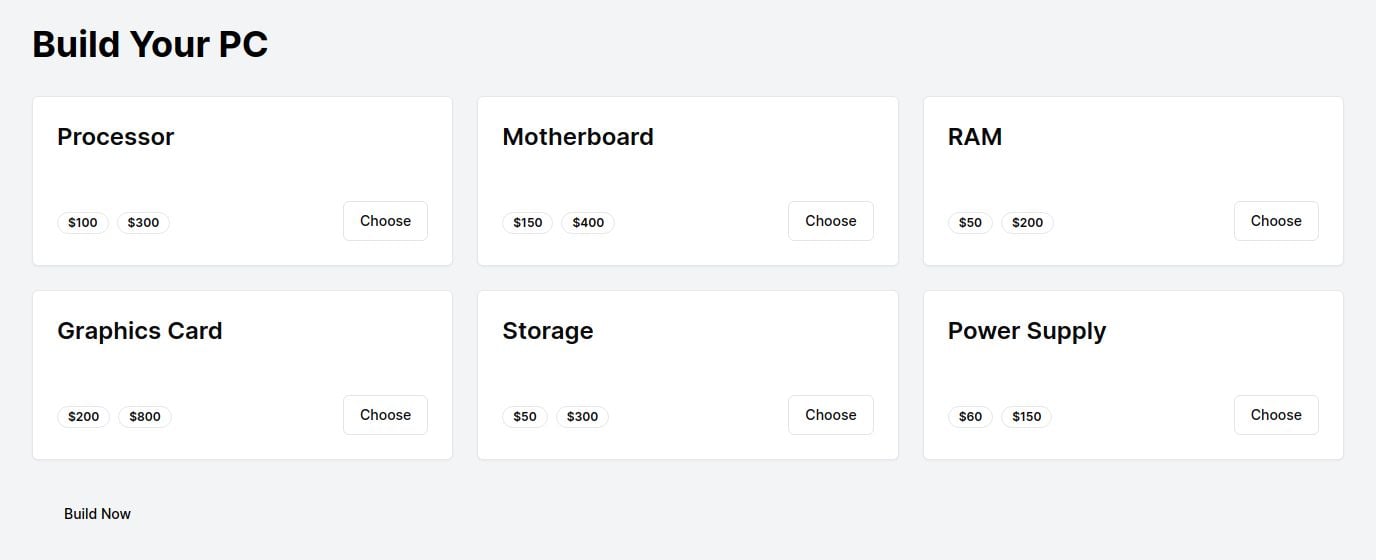 Build Your PC
Processor
$100 $300 Choose
Motherboard
$150 $400 Choose
RAM
$50 $200 Choose
Graphics Card
$200 $800 Choose
Storage
$50 $300 Choose
Power Supply
$60 $150 Choose
Build Now